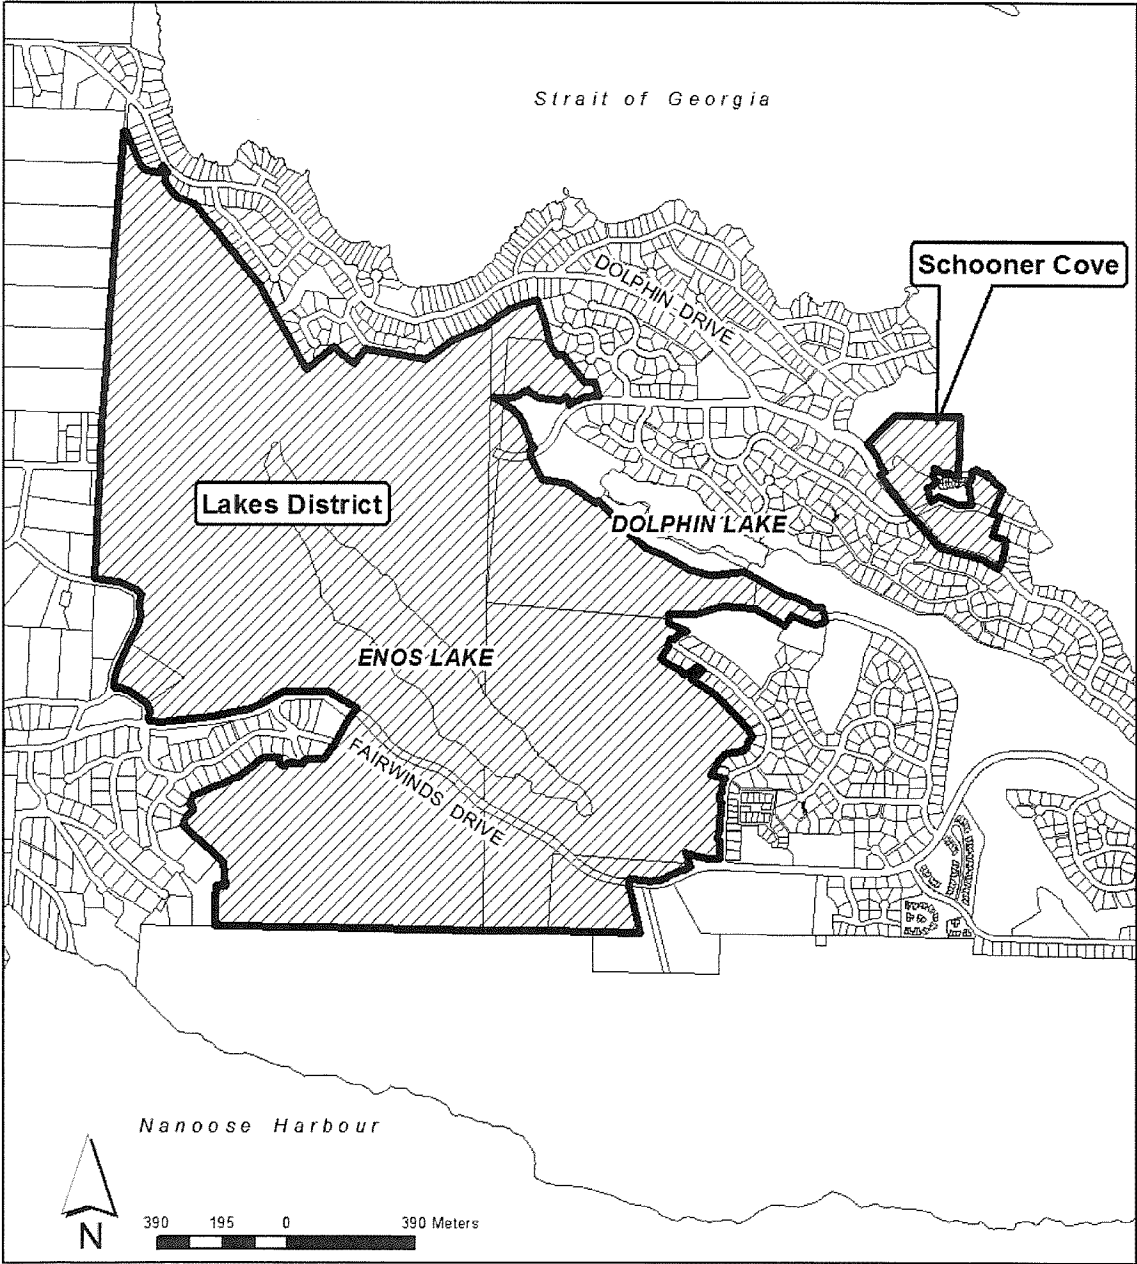 Strait of Georgia
Schooner Cove
DOLPHIN DRIVE
Lakes District
DOLPHIN LAKE
ENOS LAKE
FAIRWINDS DRIVE
Nanoose Harbour
N
390 195 0 390 Meters